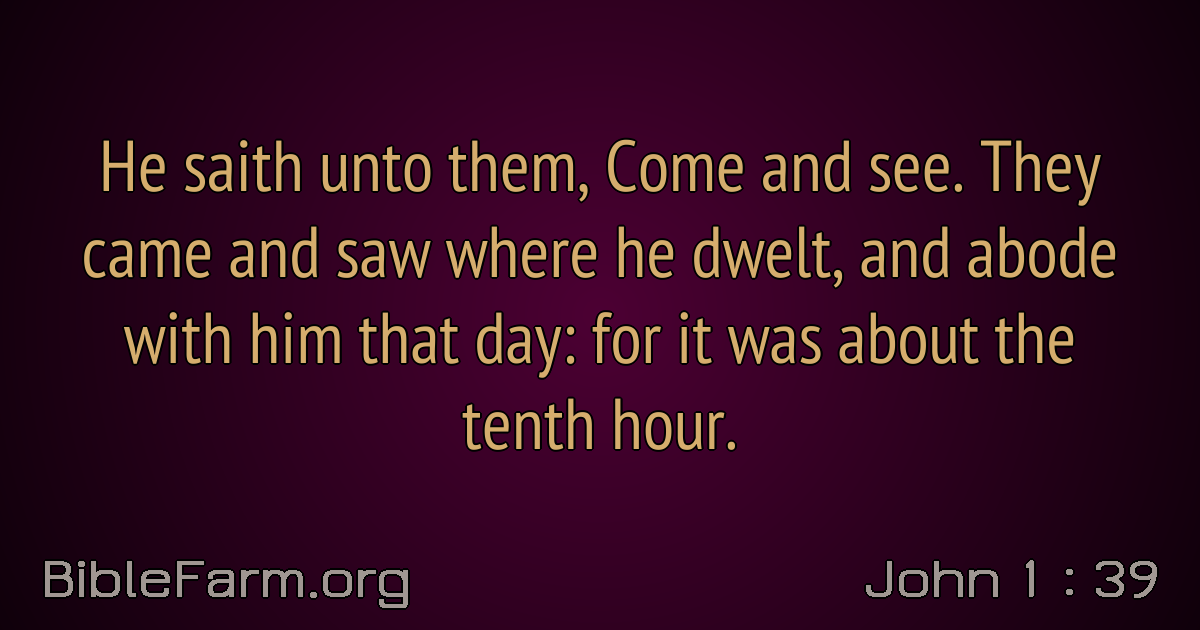 He saith unto them, Come and see. They
came and saw where he dwelt, and abode
with him that day: for it was about the
tenth hour.
BibleFarm.org
John 1 : 39